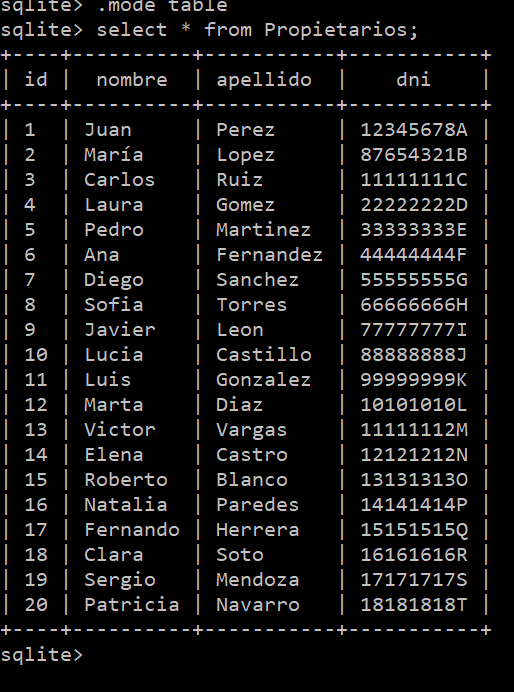 sqlite> .mode table
sqlite> select * from Propietarios;
+----+----------+-----------+-----------+
| id |  nombre  | apellido  |    dni    |
+----+----------+-----------+-----------+
| 1  | Juan     | Perez     | 12345678A |
| 2  | María    | Lopez     | 87654321B |
| 3  | Carlos   | Ruiz      | 11111111C |
| 4  | Laura    | Gomez     | 22222222D |
| 5  | Pedro    | Martinez  | 33333333E |
| 6  | Ana      | Fernandez | 44444444F |
| 7  | Diego    | Sanchez   | 55555555G |
| 8  | Sofia    | Torres    | 66666666H |
| 9  | Javier   | Leon      | 77777777I |
| 10 | Lucia    | Castillo  | 88888888J |
| 11 | Luis     | Gonzalez  | 99999999K |
| 12 | Marta    | Diaz      | 10101010L |
| 13 | Victor   | Vargas    | 11111112M |
| 14 | Elena    | Castro    | 12121212N |
| 15 | Roberto  | Blanco    | 13131313O |
| 16 | Natalia  | Paredes   | 14141414P |
| 17 | Fernando | Herrera   | 15151515Q |
| 18 | Clara    | Soto      | 16161616R |
| 19 | Sergio   | Mendoza   | 17171717S |
| 20 | Patricia | Navarro   | 18181818T |
+----+----------+-----------+-----------+
sqlite>